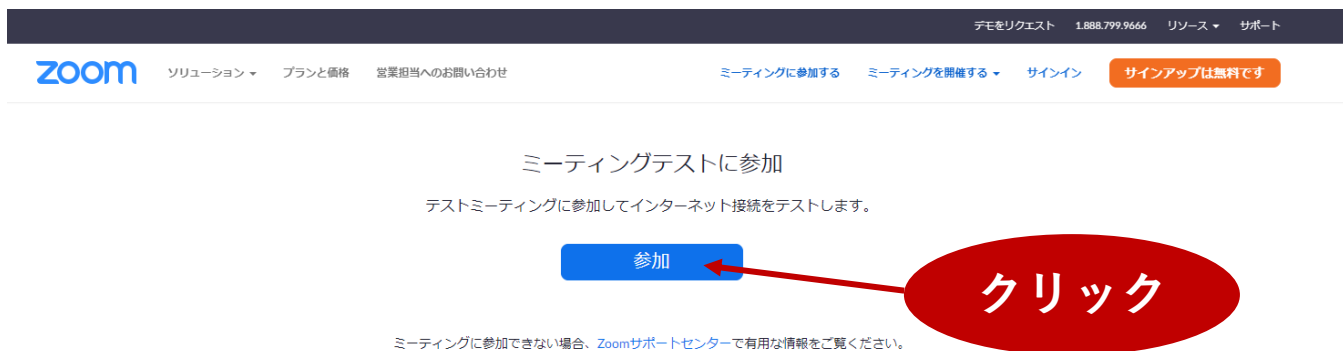 デモをリクエスト 1.888.799.9666 リソース サポート
zoom ソリューション プランと価格 営業担当へのお問い合わせ ミーティングに参加する ミーティングを開催する サインイン サインアップは無料です
ミーティングテストに参加
テストミーティングに参加してインターネット接続をテストします。
参加
クリック
ミーティングに参加できない場合、Zoomサポートセンターで有用な情報をご覧ください。